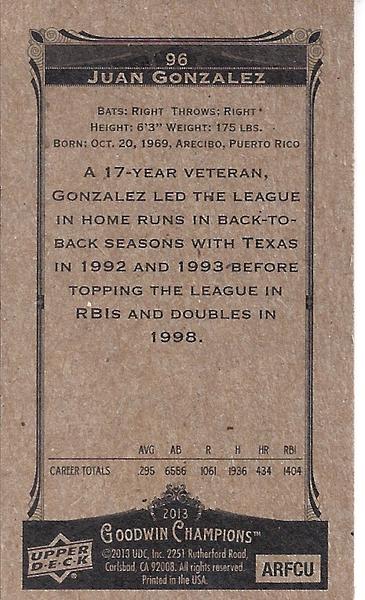 96
JUAN GONZALEZ
BATS: RIGHT THROWS: RIGHT
HEIGHT: 6'3" WEIGHT: 175 LBS.
BORN: OCT. 20, 1969, ARECIBO, PUERTO RICO
A 17-YEAR VETERAN,
GONZALEZ LED THE LEAGUE
IN HOME RUNS IN BACK-TO-
BACK SEASONS WITH TEXAS
IN 1992 AND 1993 BEFORE
TOPPING THE LEAGUE IN
RBIS AND DOUBLES IN
1998.
AVG AB R H HR RBI
CAREER TOTALS .295 6556 1061 1936 434 1404
2013
GOODWIN CHAMPIONS™
©2013 UDC, Inc. 2251 Rutherford Road,
Carlsbad, CA 92008. All rights reserved.
Printed in the USA.
UPPER
D·E·C·K
ARFCU